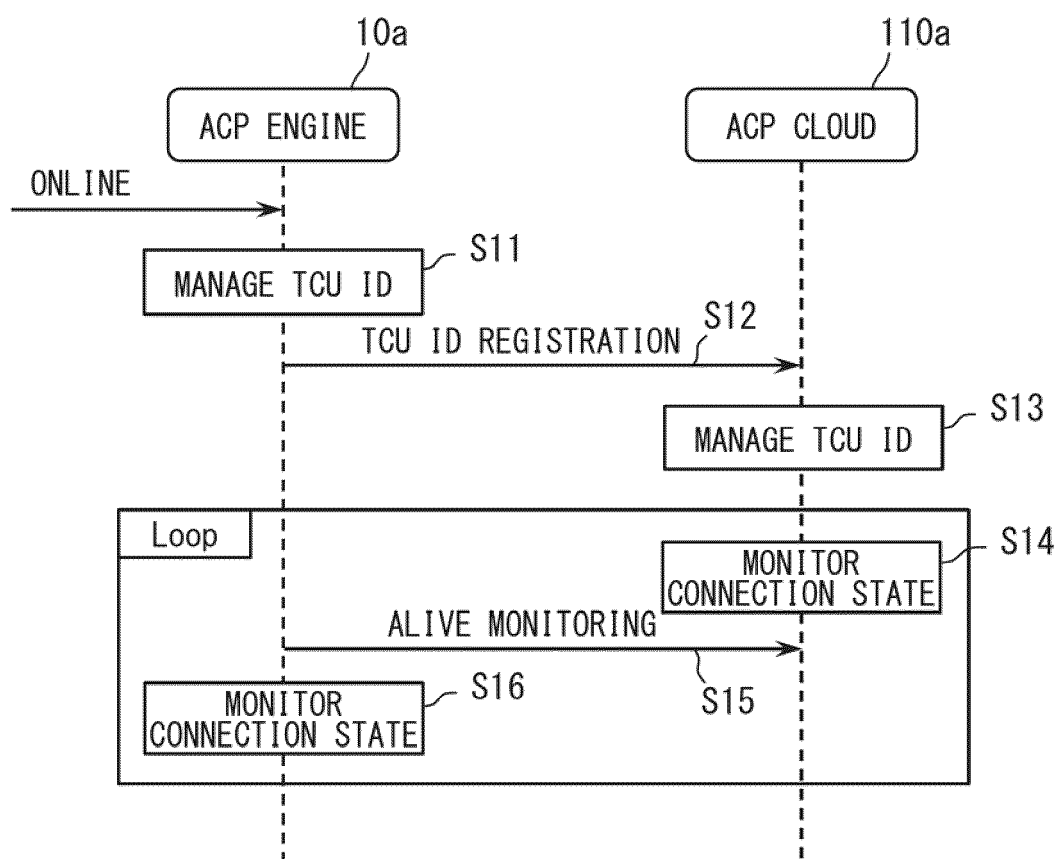 10a
110a
ACP ENGINE
ACP CLOUD
ONLINE
S11
MANAGE TCU ID
S12
TCU ID REGISTRATION
S13
MANAGE TCU ID
Loop
S14
MONITOR
CONNECTION STATE
ALIVE MONITORING
S15
S16
MONITOR
CONNECTION STATE